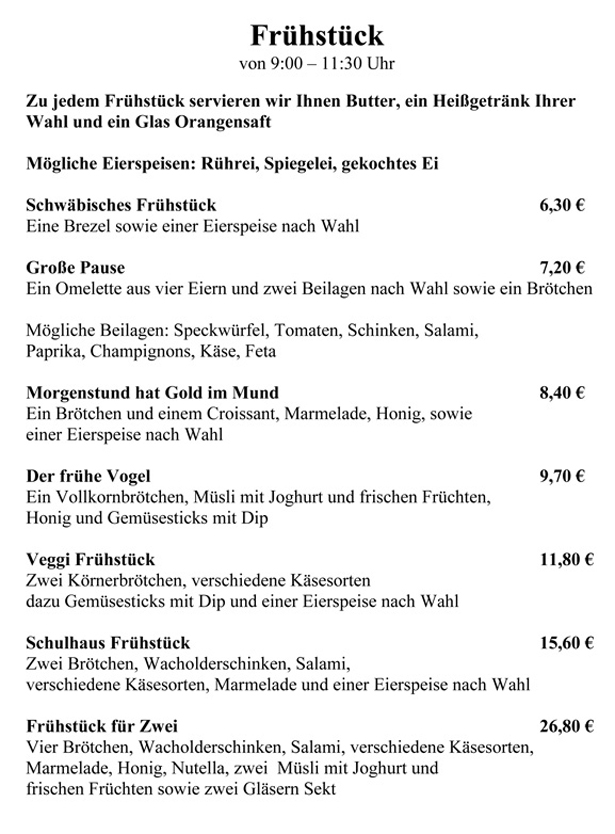 Frühstück
von 9:00 – 11:30 Uhr
Zu jedem Frühstück servieren wir Ihnen Butter, ein Heißgetränk Ihrer
Wahl und ein Glas Orangensaft
Mögliche Eierspeisen: Rührei, Spiegelei, gekochtes Ei
Schwäbisches Frühstück 6,30 €
Eine Brezel sowie einer Eierspeise nach Wahl
Große Pause 7,20 €
Ein Omelette aus vier Eiern und zwei Beilagen nach Wahl sowie ein Brötchen
Mögliche Beilagen: Speckwürfel, Tomaten, Schinken, Salami,
Paprika, Champignons, Käse, Feta
Morgenstund hat Gold im Mund 8,40 €
Ein Brötchen und einem Croissant, Marmelade, Honig, sowie
einer Eierspeise nach Wahl
Der frühe Vogel 9,70 €
Ein Vollkornbrötchen, Müsli mit Joghurt und frischen Früchten,
Honig und Gemüsesticks mit Dip
Veggi Frühstück 11,80 €
Zwei Körnerbrötchen, verschiedene Käsesorten
dazu Gemüsesticks mit Dip und einer Eierspeise nach Wahl
Schulhaus Frühstück 15,60 €
Zwei Brötchen, Wacholderschinken, Salami,
verschiedene Käsesorten, Marmelade und einer Eierspeise nach Wahl
Frühstück für Zwei 26,80 €
Vier Brötchen, Wacholderschinken, Salami, verschiedene Käsesorten,
Marmelade, Honig, Nutella, zwei Müsli mit Joghurt und
frischen Früchten sowie zwei Gläsern Sekt